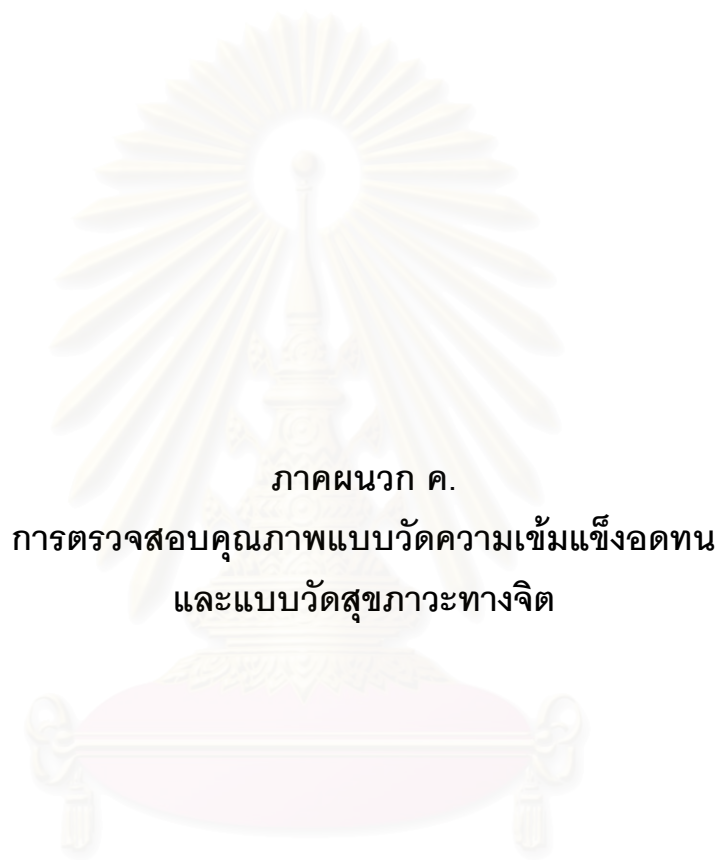 ภาคผนวก ค.
การตรวจสอบคุณภาพแบบวัดความเข้มแข็งอดทน
และแบบวัดสุขภาวะทางจิต